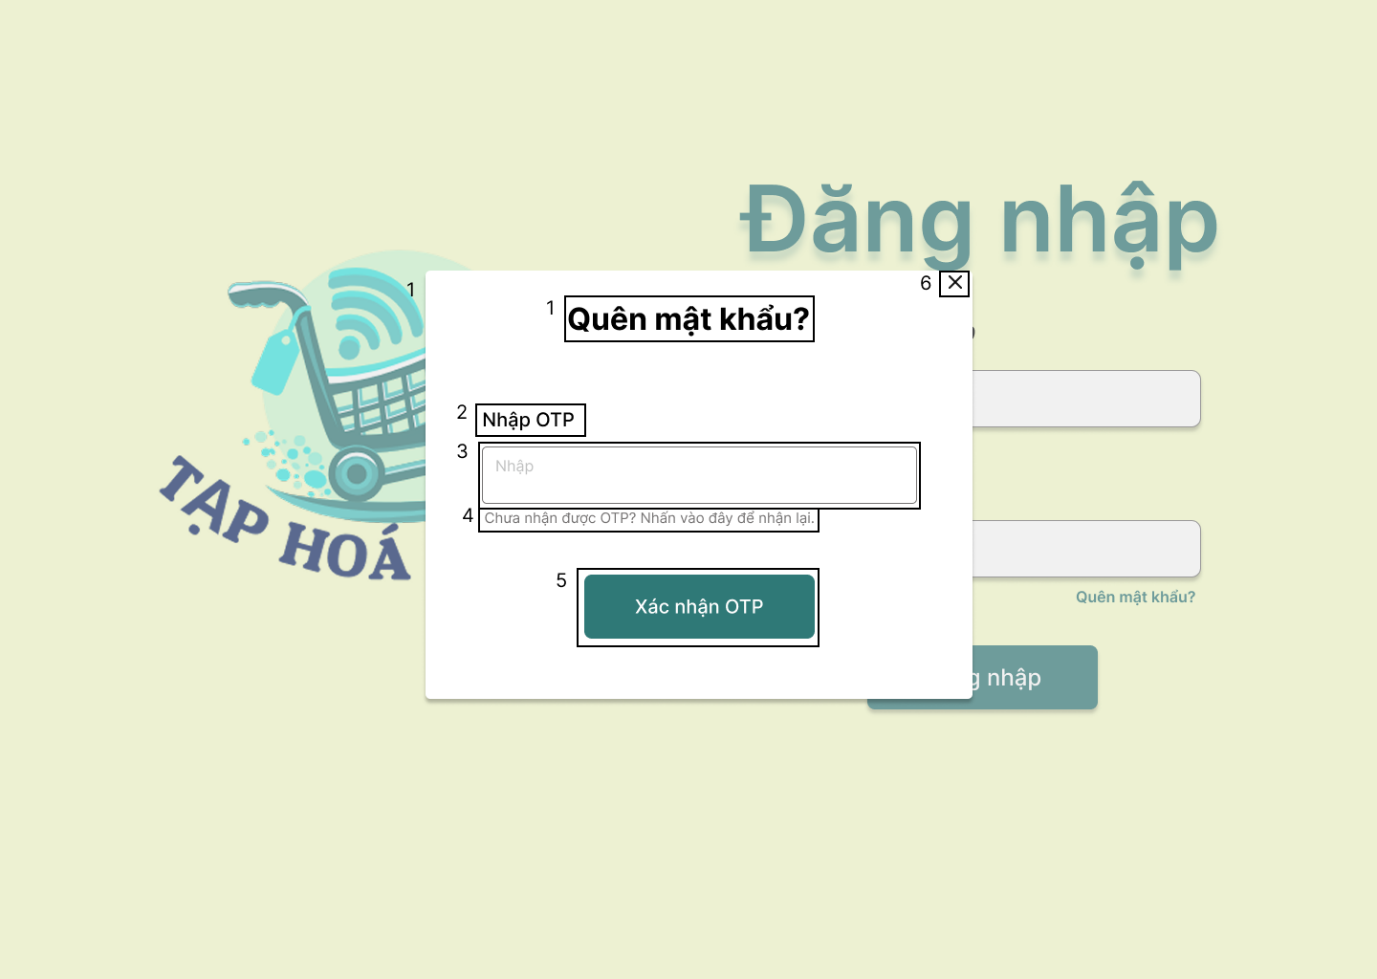 Đăng nhập
1
6
1
Quên mật khẩu?
2
Nhập OTP
3
Nhập
4
Chưa nhận được OTP? Nhấn vào đây để nhận lại.
TẠP HOÁ
5
Xác nhận OTP
Quên mật khẩu?
nhập